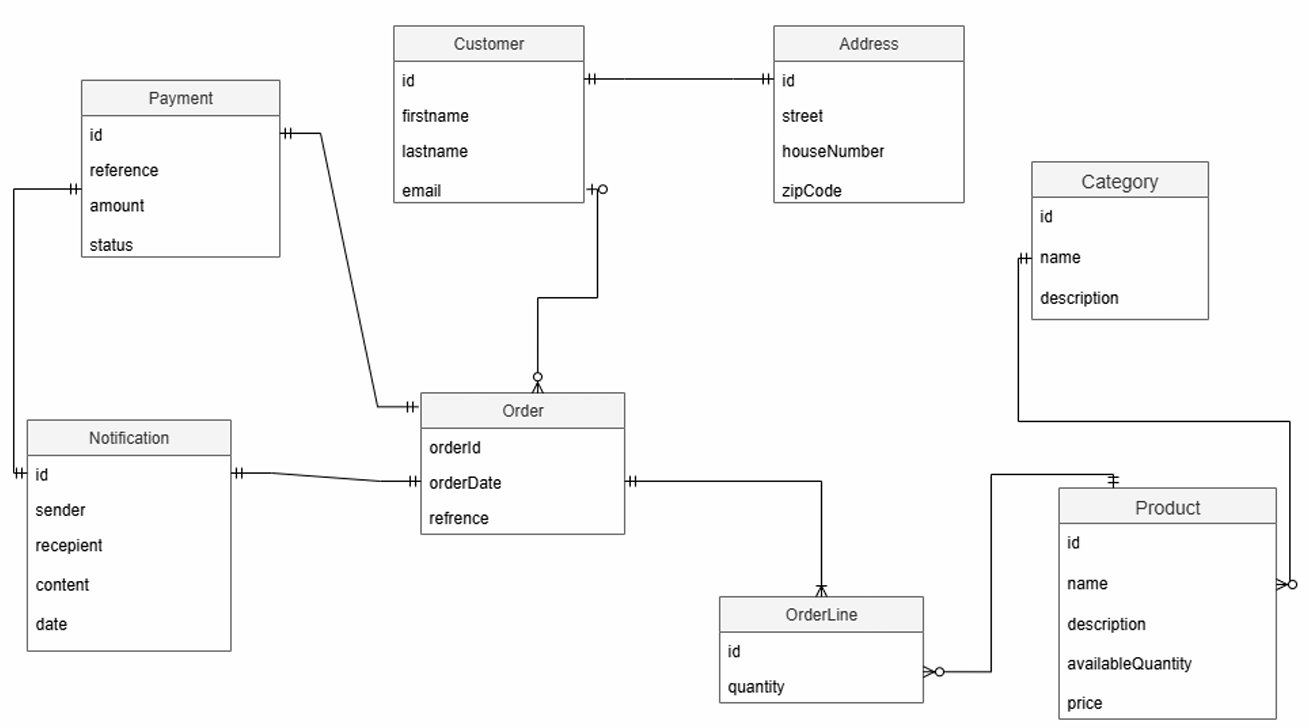 Customer
id
firstname
lastname
email
Address
id
street
houseNumber
zipCode
Payment
id
reference
amount
status
Category
id
name
description
Order
orderId
orderDate
refrence
Notification
id
sender
recepient
content
date
Product
id
name
description
availableQuantity
price
OrderLine
id
quantity